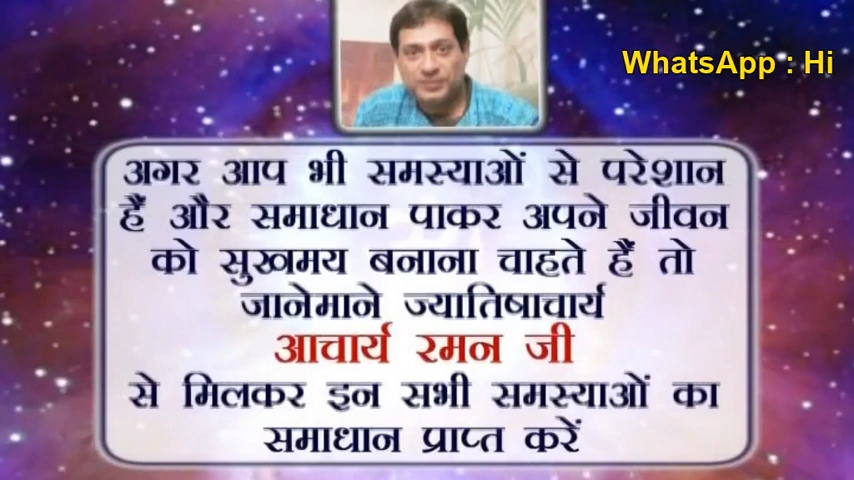 WhatsApp : Hi
अगर आप भी समस्याओं से परेशान
हैं और समाधान पाकर अपने जीवन
को सुखमय बनाना चाहते हैं तो
जानेमाने ज्यातिषाचार्य
आचार्य रमन जी
से मिलकर इन सभी समस्याओं का
समाधान प्राप्त करें